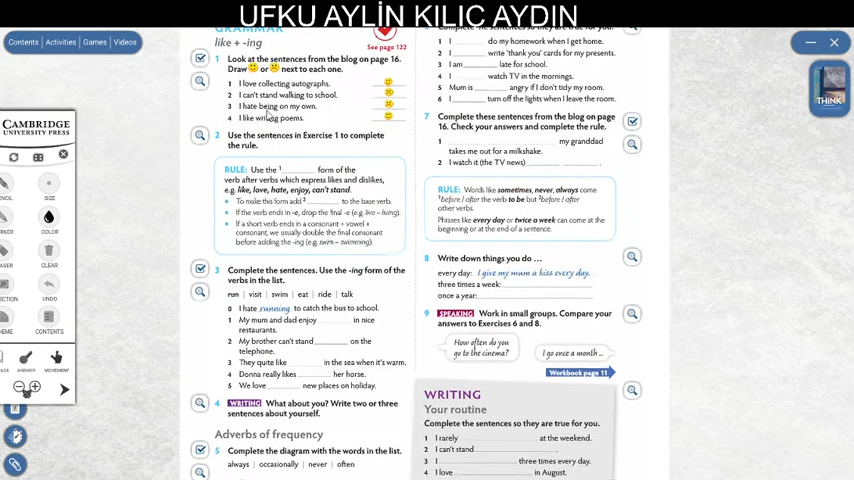 UFKU AYLİN KILIC AYDIN
Contents | Activities | Games | Videos
CAMBRIDGE
UNIVERSITY PRESS
SIZE
COLOR
CLEAR
UNDO
CONTENTS
ANSWER
MOVEMENT
GRAMMAR
like + -ing
See page 122
1 Look at the sentences from the blog on page 16.
Draw or next to each one.
1 I love collecting autographs.
2 I can't stand walking to school.
3 I hate being on my own.
4 I like writing poems.
2 Use the sentences in Exercise 1 to complete
the rule.
RULE: Use the 1 form of the
verb after verbs which express likes and dislikes,
e.g. like, love, hate, enjoy, can't stand.
• To make this form add 2 to the base verb.
• If the verb ends in -e, drop the final -e (e.g. live – living).
• If a short verb ends in a consonant + vowel +
consonant, we usually double the final consonant
before adding the -ing (e.g. swim – swimming).
3 Complete the sentences. Use the -ing form of the
verbs in the list.
run | visit | swim | eat | ride | talk
0 I hate running to catch the bus to school.
1 My mum and dad enjoy in nice
restaurants.
2 My brother can't stand on the
telephone.
3 They quite like in the sea when it's warm.
4 Donna really likes her horse.
5 We love new places on holiday.
4 WRITING What about you? Write two or three
sentences about yourself.
Adverbs of frequency
5 Complete the diagram with the words in the list.
always | occasionally | never | often
sentences so they are true for you.
1 I do my homework when I get home.
2 I write 'thank you' cards for my presents.
3 I am late for school.
4 I watch TV in the mornings.
5 Mum is angry if I don't tidy my room.
6 I turn off the lights when I leave the room.
7 Complete these sentences from the blog on page
16. Check your answers and complete the rule.
1 my granddad
takes me out for a milkshake.
2 I watch it (the TV news) .
RULE: Words like sometimes, never, always come
1before / after the verb to be but 2before / after
other verbs.
Phrases like every day or twice a week can come at the
beginning or at the end of a sentence.
8 Write down things you do ...
every day: I give my mum a kiss every day.
three times a week:
once a year:
9 SPEAKING Work in small groups. Compare your
answers to Exercises 6 and 8.
How often do you
go to the cinema?
I go once a month ...
Workbook page 11
WRITING
Your routine
Complete the sentences so they are true for you.
1 I rarely at the weekend.
2 I can't stand .
3 I three times every day.
4 I love in August.
THINK